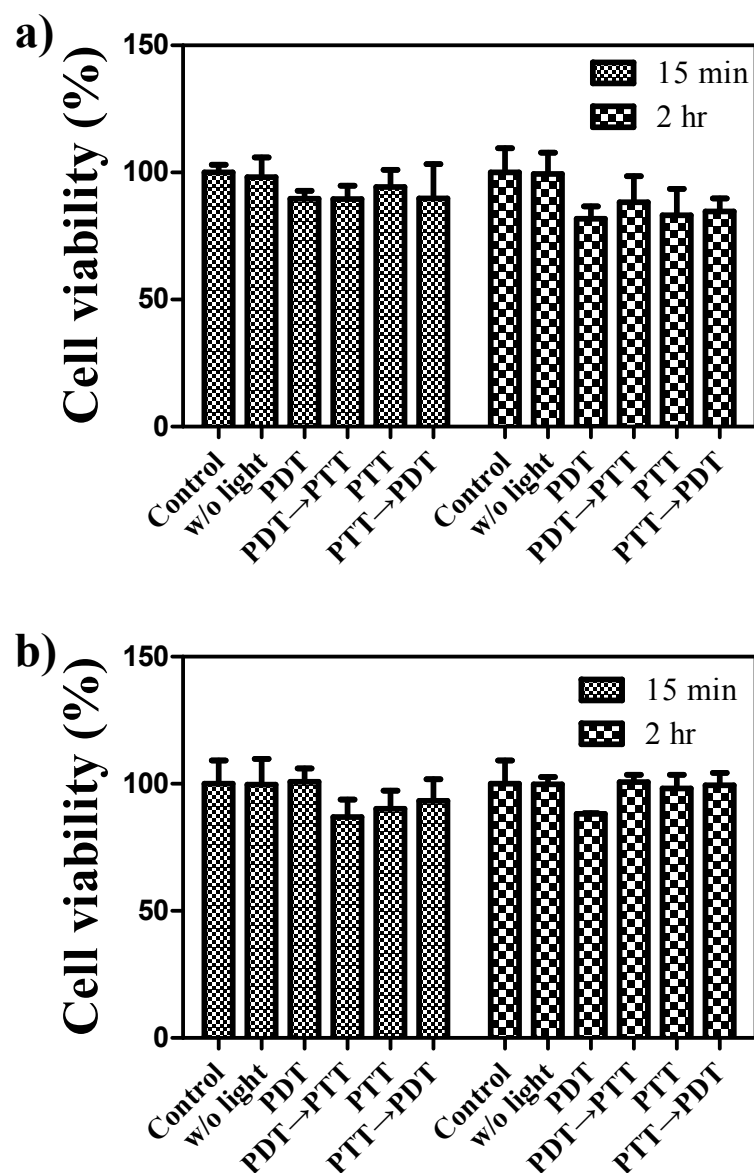 a)
Cell viability (%)
150
100
50
0
15 min
2 hr
Control
w/o light
PDT
PDT→PTT
PTT
PTT→PDT
Control
w/o light
PDT
PDT→PTT
PTT
PTT→PDT
b)
Cell viability (%)
150
100
50
0
15 min
2 hr
Control
w/o light
PDT
PDT→PTT
PTT
PTT→PDT
Control
w/o light
PDT
PDT→PTT
PTT
PTT→PDT